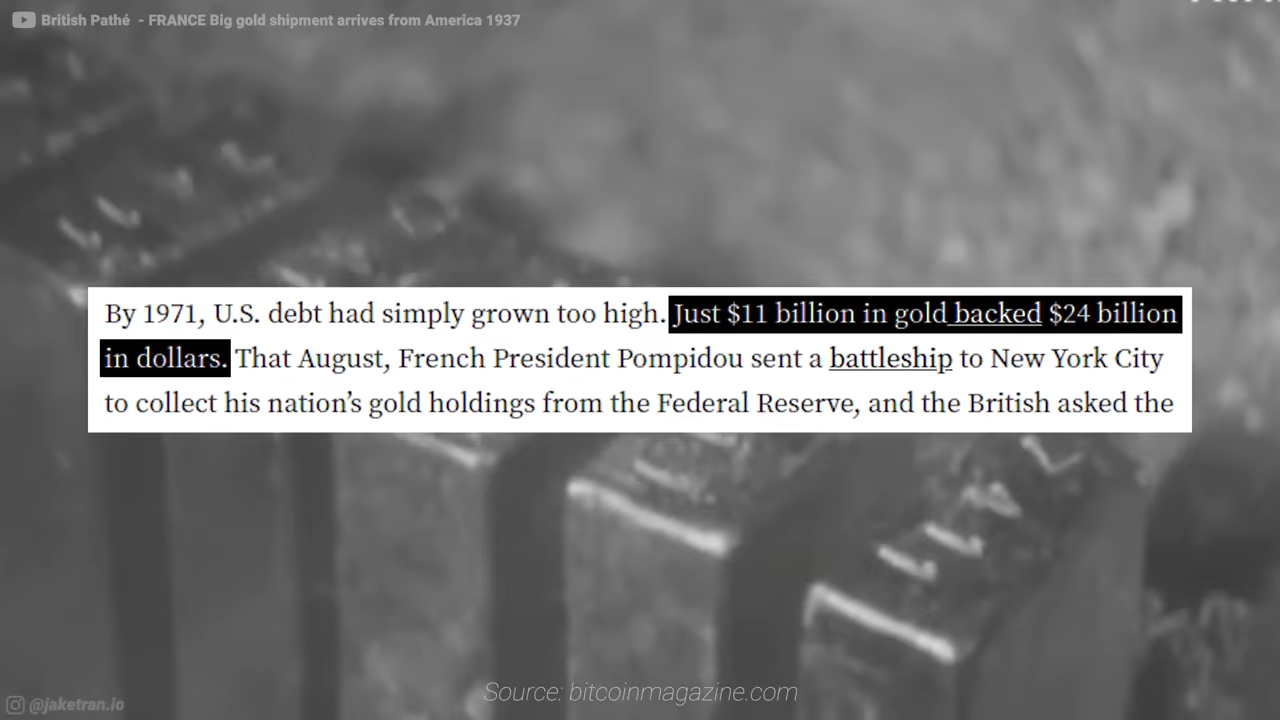 British Pathé - FRANCE Big gold shipment arrives from America 1937
By 1971, U.S. debt had simply grown too high. Just $11 billion in gold backed $24 billion
in dollars. That August, French President Pompidou sent a battleship to New York City
to collect his nation’s gold holdings from the Federal Reserve, and the British asked the
Source: bitcoinmagazine.com
@jaketran.io